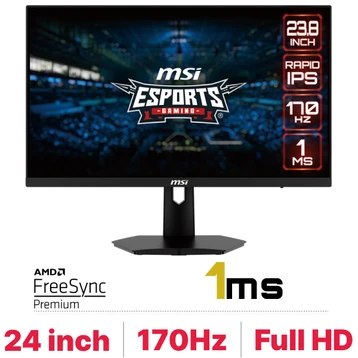 23.8
INCH
RAPID
IPS
170
HZ
1
MS
msi
ESPORTS
GAMING
msi
AMD
FreeSync
Premium
1ms
24 inch | 170Hz | Full HD